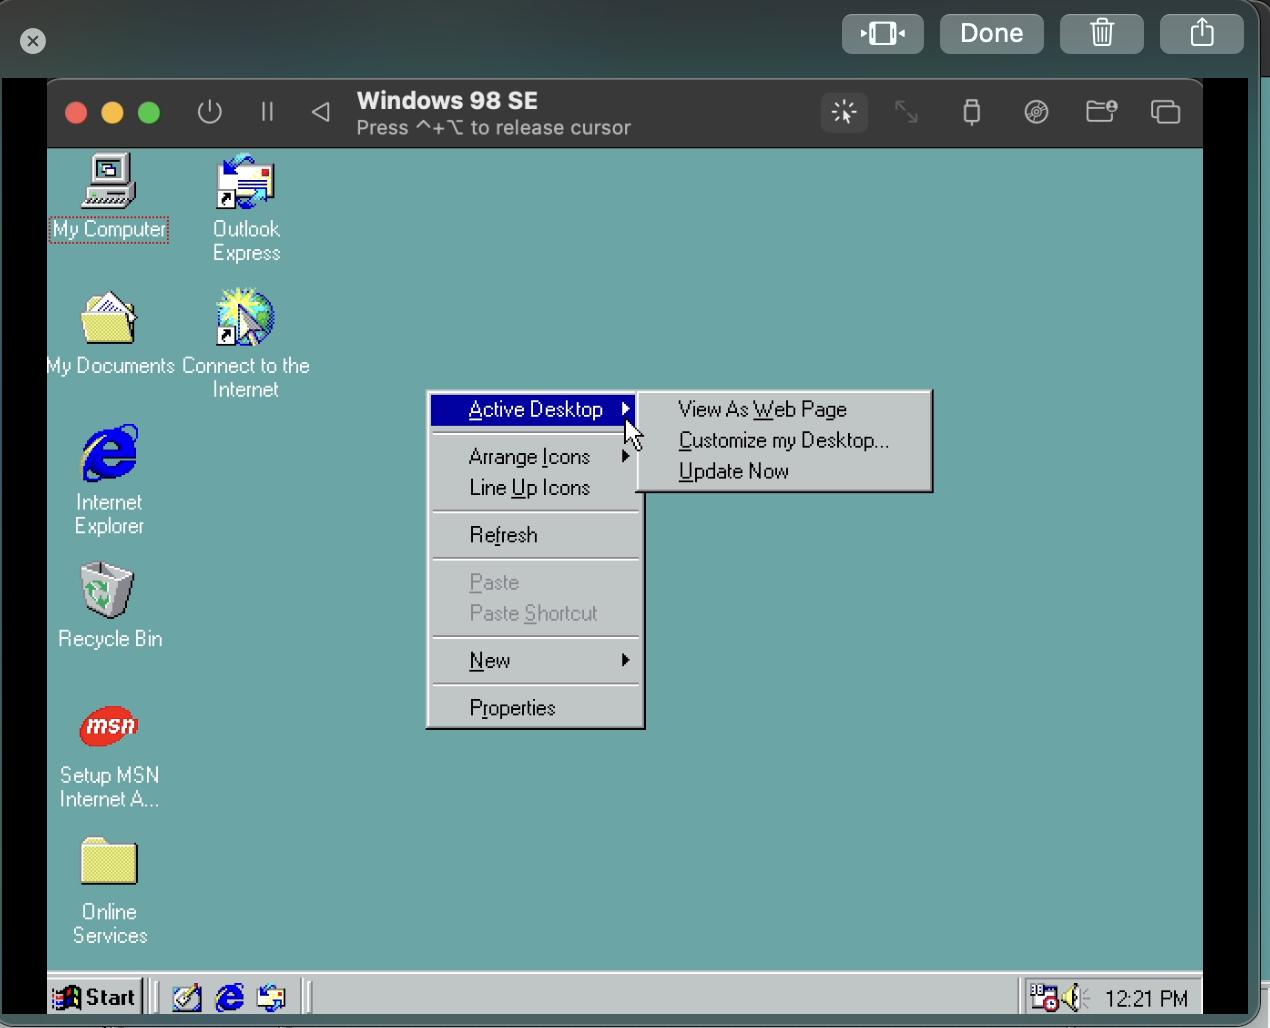 Done
Windows 98 SE
Press ^+⌥ to release cursor
My Computer
Outlook
Express
My Documents
Connect to the
Internet
Active Desktop
View As Web Page
Customize my Desktop...
Update Now
Arrange Icons
Line Up Icons
Refresh
Paste
Paste Shortcut
New
Properties
Internet
Explorer
Recycle Bin
msn
Setup MSN
Internet A...
Online
Services
Start
12:21 PM